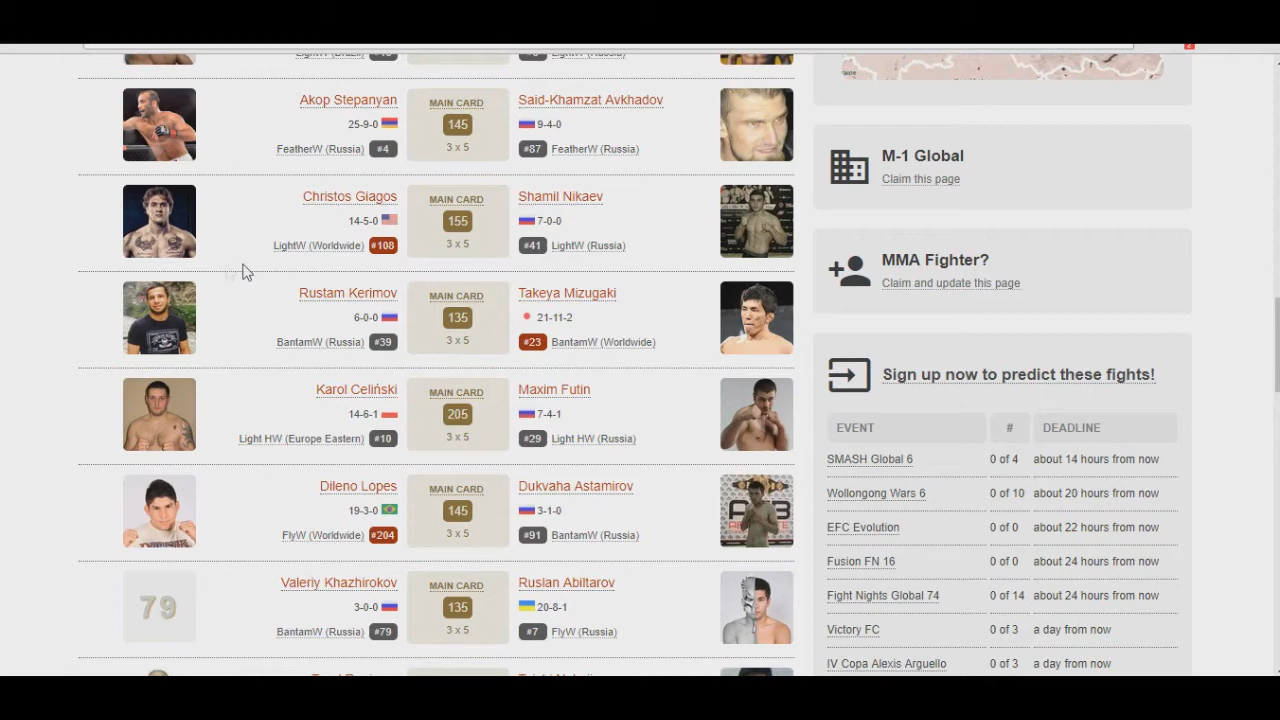 LightW (Brazil)
LightW (Russia)
Akop Stepanyan
MAIN CARD
Said-Khamzat Avkhadov
25-9-0
145
9-4-0
FeatherW (Russia) #4
3 x 5
#87 FeatherW (Russia)
Christos Giagos
MAIN CARD
Shamil Nikaev
14-5-0
155
7-0-0
LightW (Worldwide) #108
3 x 5
#41 LightW (Russia)
Rustam Kerimov
MAIN CARD
Takeya Mizugaki
6-0-0
135
21-11-2
BantamW (Russia) #39
3 x 5
#23 BantamW (Worldwide)
Karol Celiński
MAIN CARD
Maxim Futin
14-6-1
205
7-4-1
Light HW (Europe Eastern) #10
3 x 5
#29 Light HW (Russia)
Dileno Lopes
MAIN CARD
Dukvaha Astamirov
19-3-0
145
3-1-0
FlyW (Worldwide) #204
3 x 5
#91 BantamW (Russia)
79
Valeriy Khazhirokov
MAIN CARD
Ruslan Abiltarov
3-0-0
135
20-8-1
BantamW (Russia) #79
3 x 5
#7 FlyW (Russia)
M-1 Global
Claim this page
MMA Fighter?
Claim and update this page
Sign up now to predict these fights!
EVENT # DEADLINE
SMASH Global 6 0 of 4 about 14 hours from now
Wollongong Wars 6 0 of 10 about 20 hours from now
EFC Evolution 0 of 0 about 22 hours from now
Fusion FN 16 0 of 0 about 24 hours from now
Fight Nights Global 74 0 of 14 about 24 hours from now
Victory FC 0 of 3 a day from now
IV Copa Alexis Arguello 0 of 3 a day from now